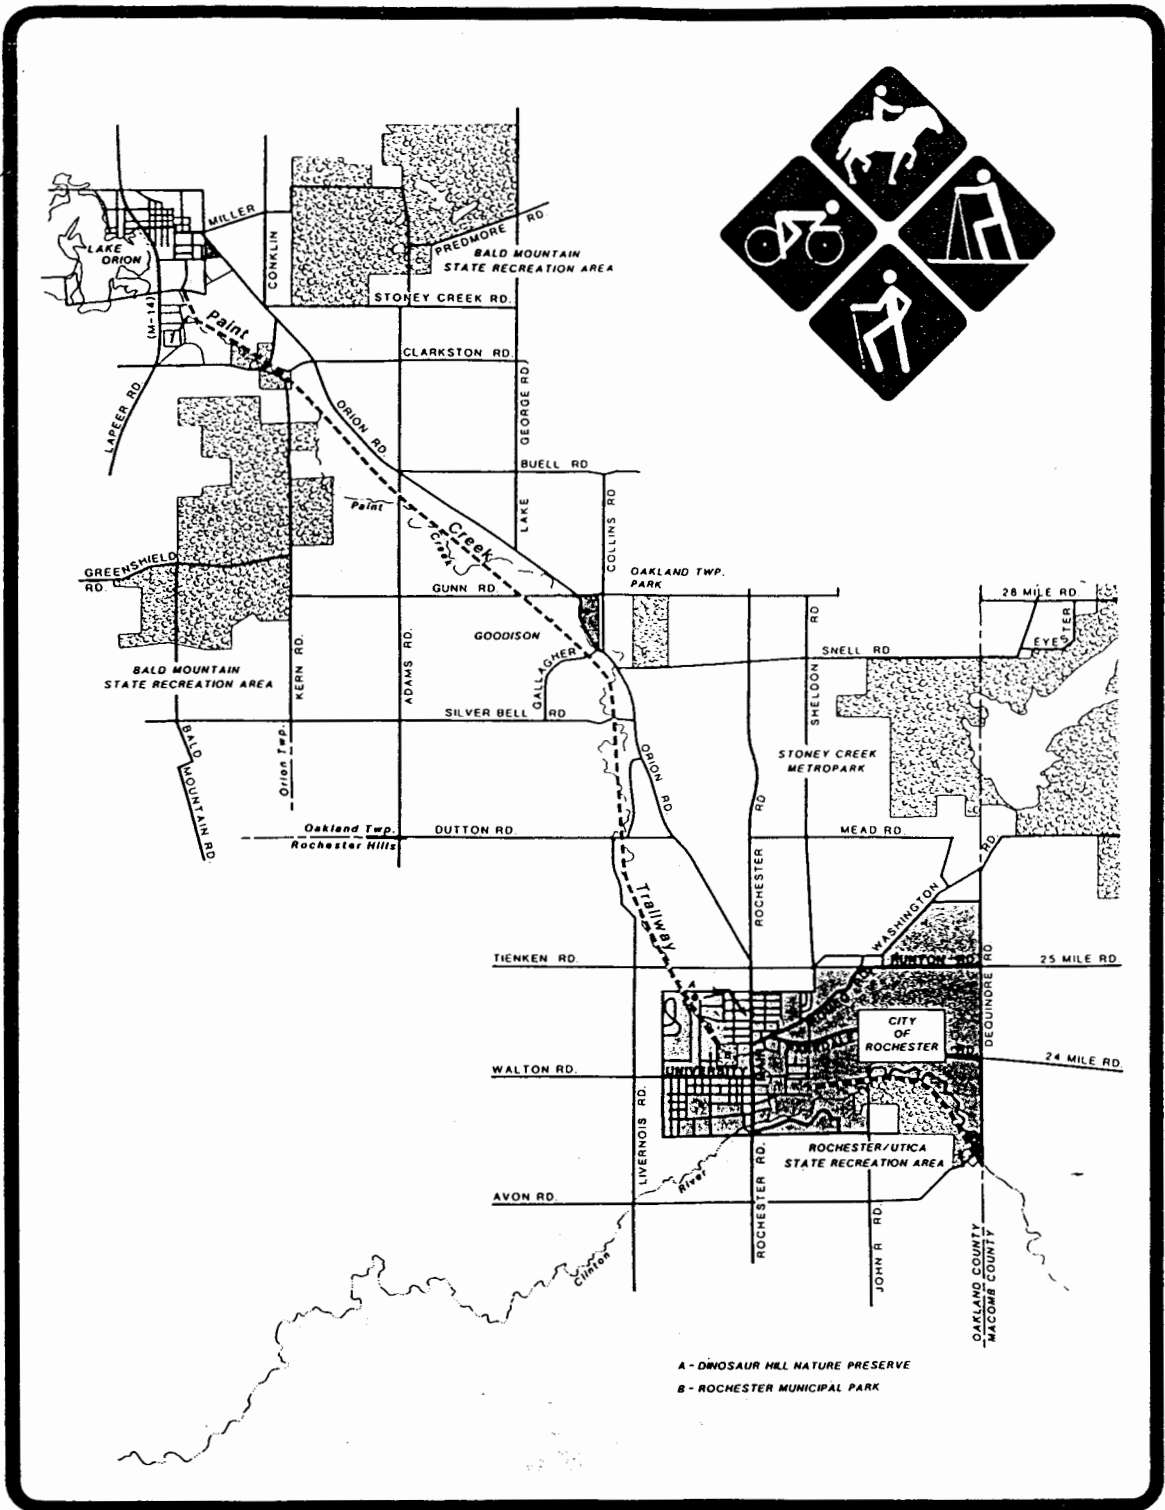 MILLER
CONKLIN
LAKE
ORION
PREDMORE RD.
BALD MOUNTAIN
STATE RECREATION AREA
STONEY CREEK RD.
(M-14)
Paint
CLARKSTON RD.
LAPEER RD.
ORION RD.
LAKE GEORGE RD.
BUELL RD
Paint
Creek
Creek
COLLINS RD
GREENSHIELD
RD.
GUNN RD.
OAKLAND TWP.
PARK
26 MILE RD.
GOODISON
KERN RD.
ADAMS RD.
GALLAGHER
RD
SHELDON
SNELL RD
BALD MOUNTAIN
STATE RECREATION AREA
SILVER BELL RD
BALD MOUNTAIN RD.
Orion Twp.
ORION RD
STONEY CREEK
METROPARK
Oakland Twp.
Rochester Hills
DUTTON RD.
MEAD RD.
RD.
ROCHESTER RD
Trailway
WASHINGTON
TIENKEN RD.
RUNYON RD
25 MILE RD
DEQUINDRE RD
A
CITY
OF
ROCHESTER
PARKDALE
24 MILE RD.
WALTON RD.
UNIVERSITY
LIVERNOIS RD.
ROCHESTER/UTICA
STATE RECREATION AREA
River
AVON RD.
ROCHESTER RD.
JOHN R RD.
Clinton
OAKLAND COUNTY
MACOMB COUNTY
A - DINOSAUR HILL NATURE PRESERVE
B - ROCHESTER MUNICIPAL PARK